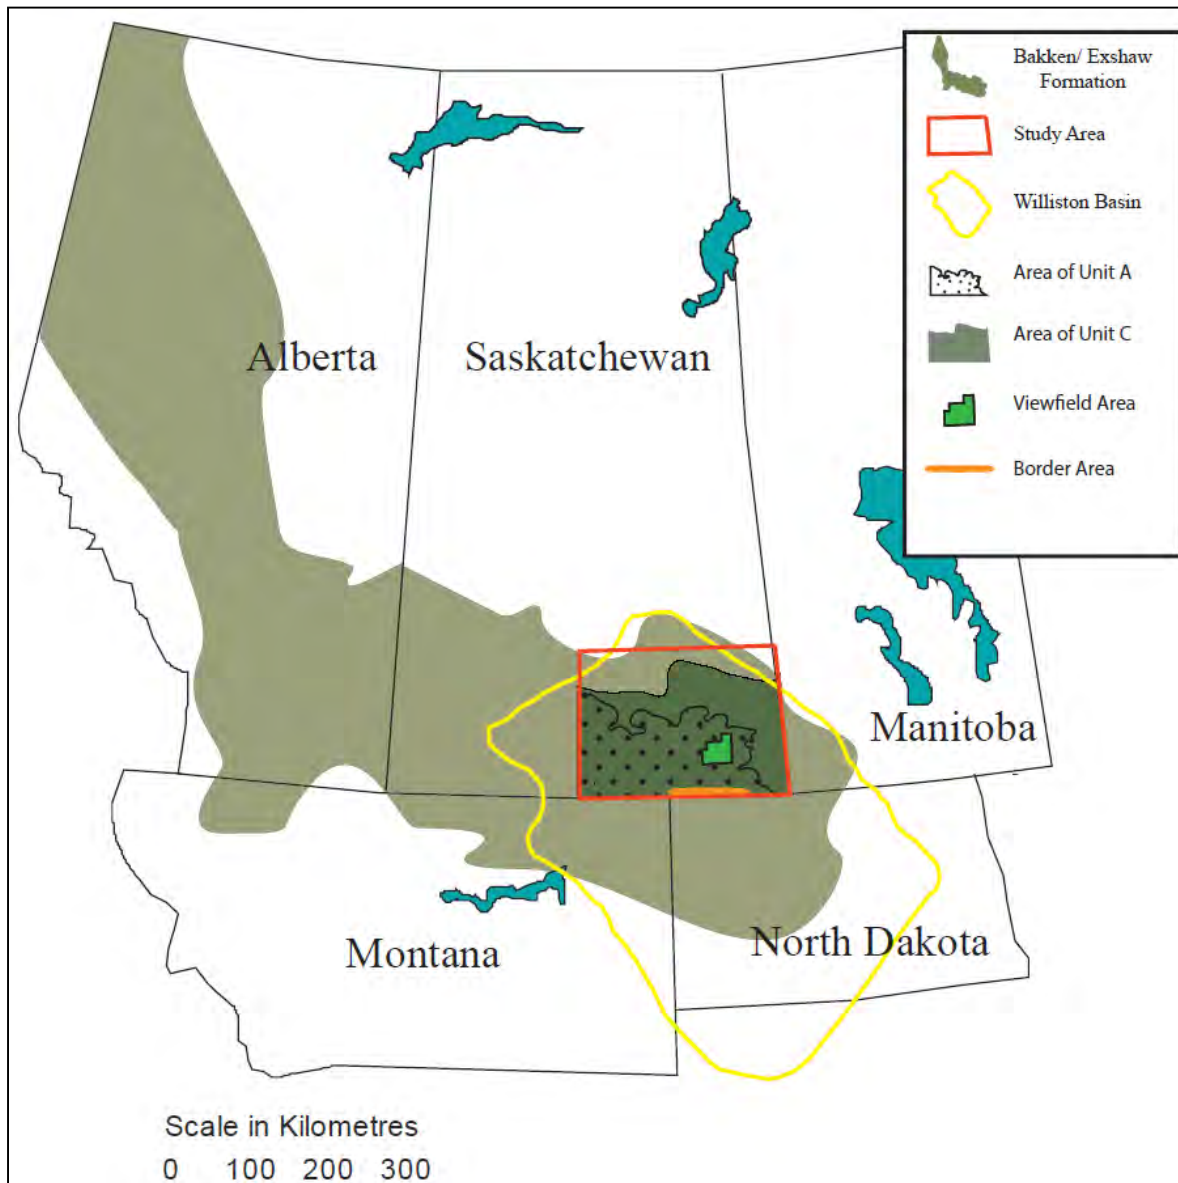 Bakken/ Exshaw
Formation
Study Area
Williston Basin
Area of Unit A
Area of Unit C
Viewfield Area
Border Area
Alberta
Saskatchewan
Manitoba
Montana
North Dakota
Scale in Kilometres
0 100 200 300